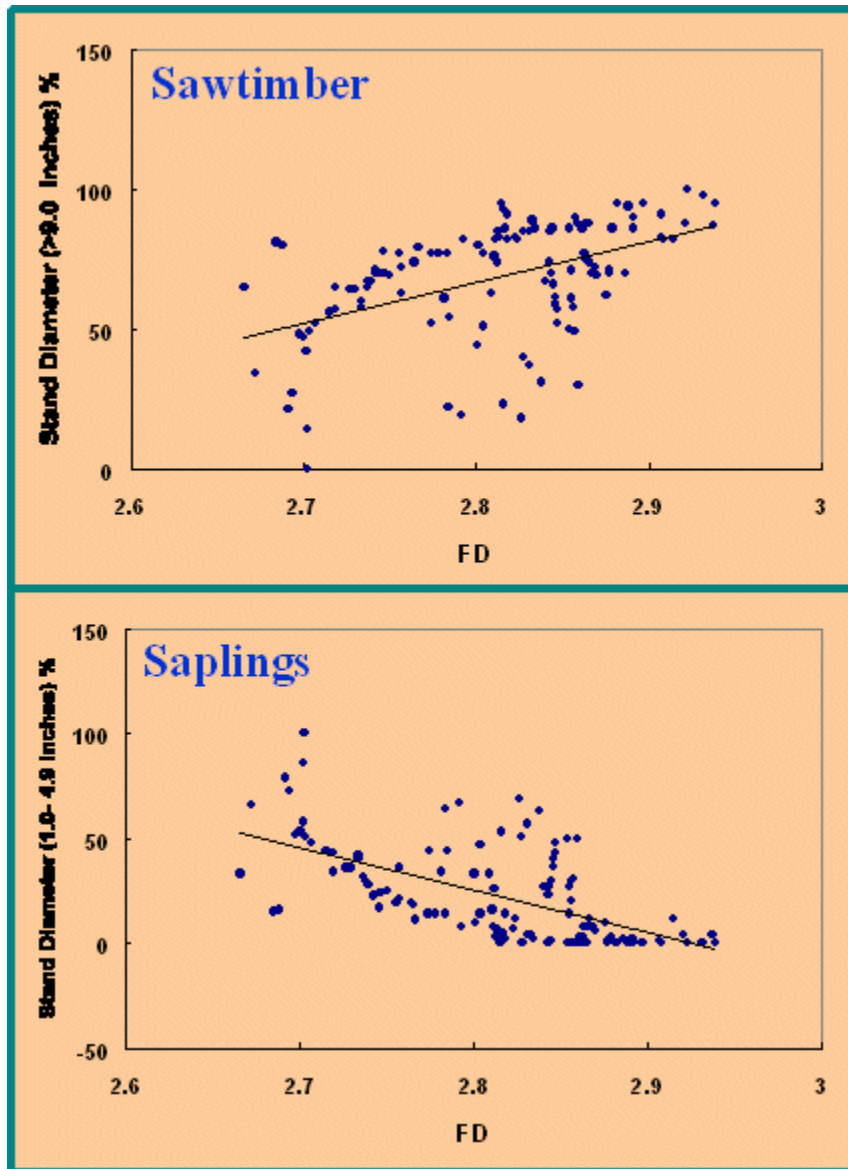 Sawtimber
Stand Diameter (>9.0 Inches) %
150
100
50
0
2.6 2.7 2.8 2.9 3
FD
Saplings
Stand Diameter (1.0- 4.9 Inches) %
150
100
50
0
-50
2.6 2.7 2.8 2.9 3
FD